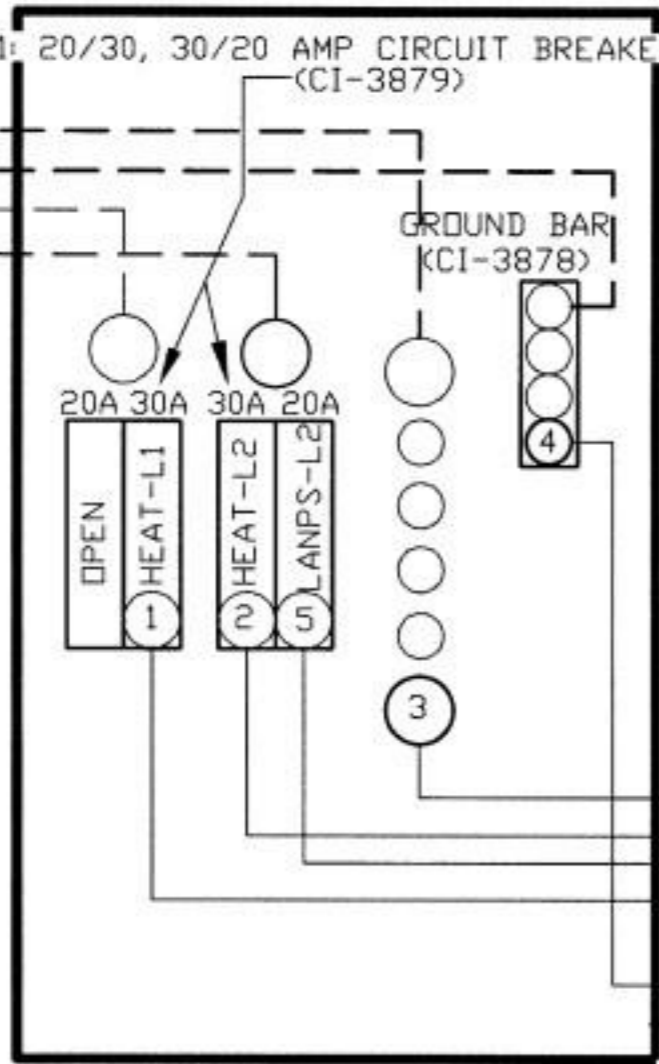 1: 20/30, 30/20 AMP CIRCUIT BREAKE
(CI-3879)
GROUND BAR
(CI-3878)
20A 30A 30A 20A
OPEN
HEAT-L1
HEAT-L2
LANPS-L2
4
1
2
5
3